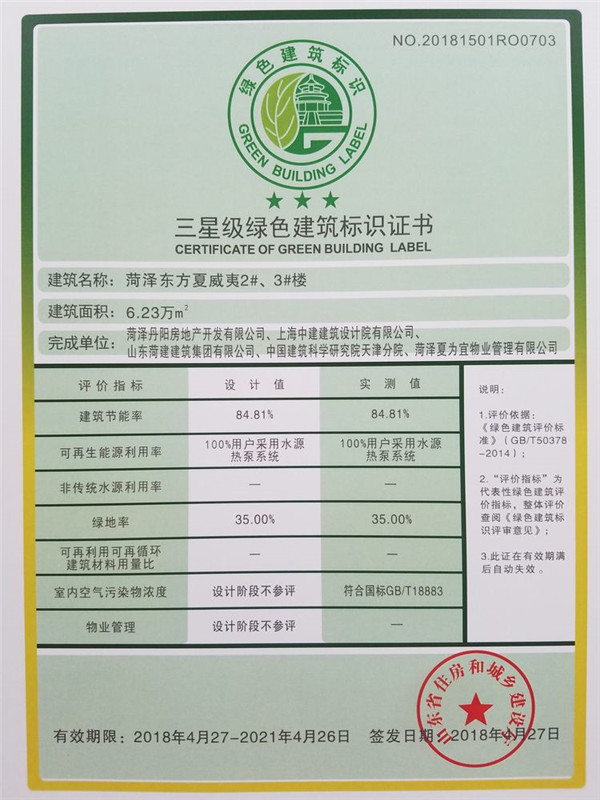 NO.20181501RO0703
绿色建筑标识
GREEN BUILDING LABEL
三星级绿色建筑标识证书
CERTIFICATE OF GREEN BUILDING LABEL
建筑名称：菏泽东方夏威夷2#、3#楼
建筑面积：6.23万m²
完成单位：菏泽丹阳房地产开发有限公司、上海中建建筑设计院有限公司、
山东菏建建筑集团有限公司、中国建筑科学研究院天津分院、菏泽夏为宜物业管理有限公司
评价指标 设计值 实测值
建筑节能率 84.81% 84.81%
可再生能源利用率 100%用户采用水源热泵系统 100%用户采用水源热泵系统
非传统水源利用率 — —
绿地率 35.00% 35.00%
可再利用可再循环
建筑材料用量比 — —
室内空气污染物浓度 设计阶段不参评 符合国标GB/T18883
物业管理 设计阶段不参评 —
说明：
1.评价依据：
《绿色建筑评价标
准》（GB/T50378
-2014）；
2.“评价指标”为
代表性绿色建筑评
价指标，整体评价
查阅《绿色建筑标
识评审意见》；
3.此证在有效期满
后自动失效。
山东省住房和城乡建设厅
有效期限：2018年4月27-2021年4月26日 签发日期：2018年4月27日